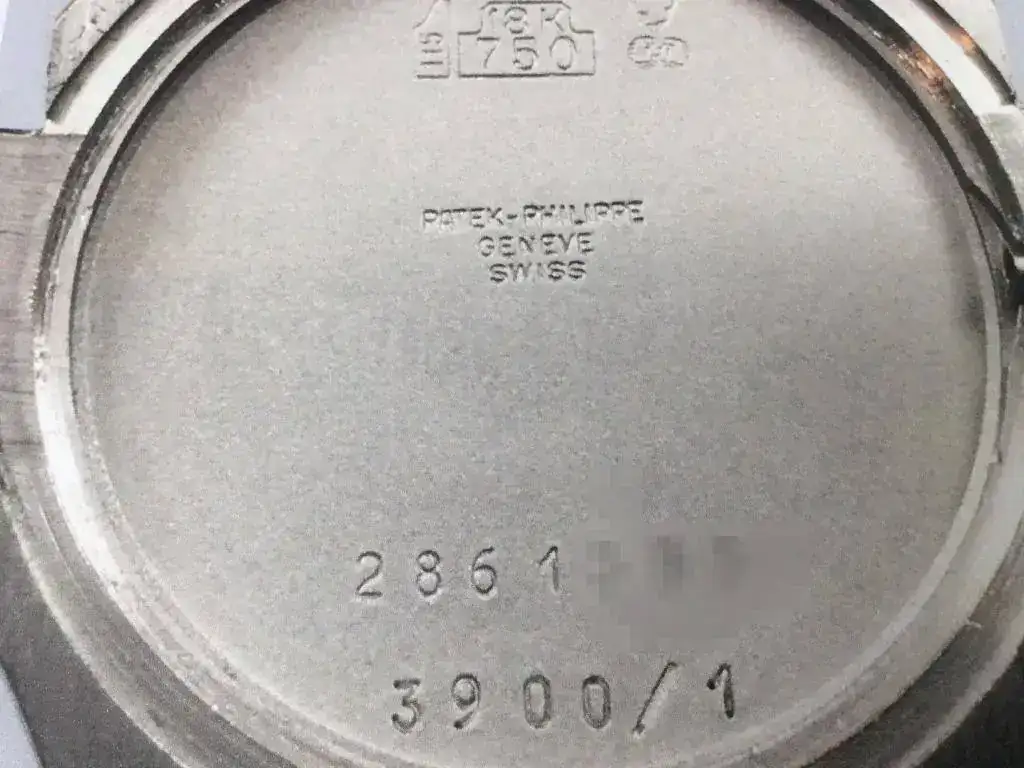 18K
750
PATEK-PHILIPPE
GENEVE
SWISS
2861
3900/1